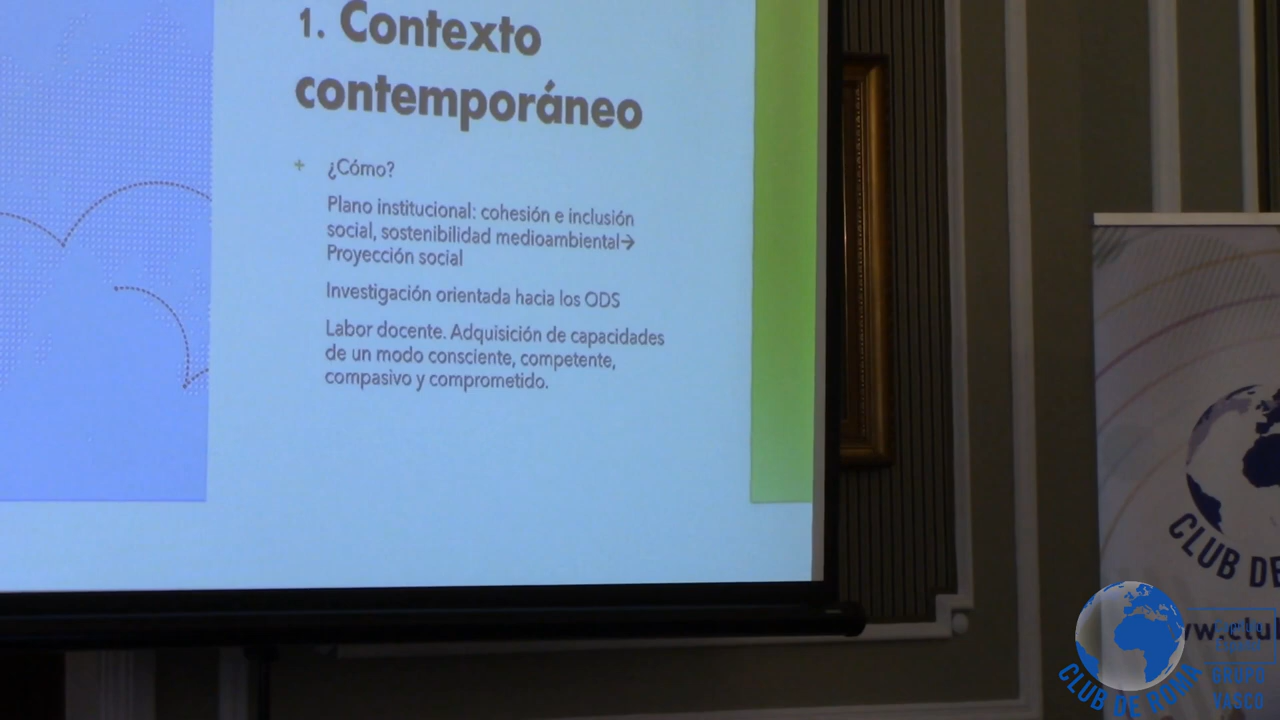 1. Contexto
contemporáneo
+ ¿Cómo?
Plano institucional: cohesión e inclusión
social, sostenibilidad medioambiental→
Proyección social
Investigación orientada hacia los ODS
Labor docente. Adquisición de capacidades
de un modo consciente, competente,
compasivo y comprometido.
CLUB DE
CLUB DE ROMA
GRUPO
VASCO